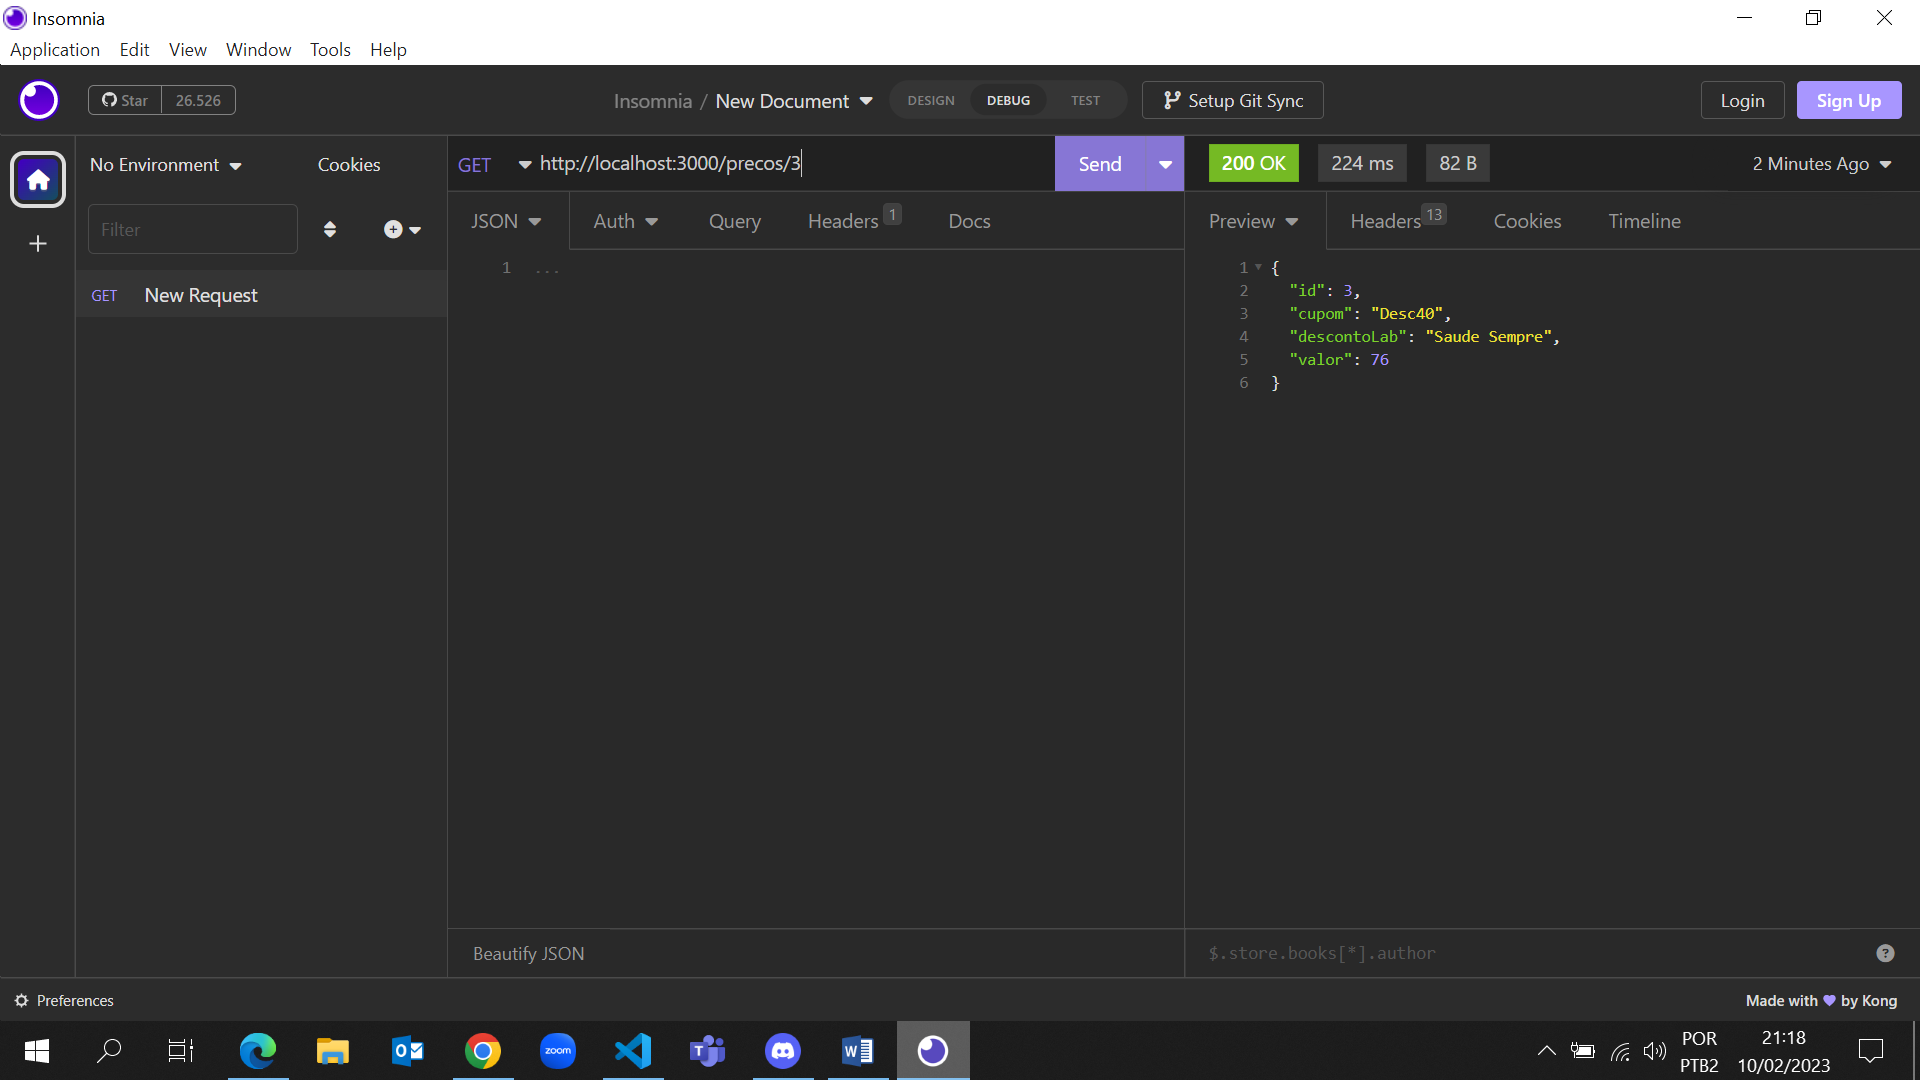 Insomnia
Application Edit View Window Tools Help
Star 26.526
Insomnia / New Document
DESIGN DEBUG TEST
Setup Git Sync
Login Sign Up
No Environment Cookies
GET http://localhost:3000/precos/3
Send
200 OK 224 ms 82 B
2 Minutes Ago
Filter
JSON Auth Query Headers 1 Docs
Preview Headers 13 Cookies Timeline
GET New Request
1 ...
1 {
2 "id": 3,
3 "cupom": "Desc40",
4 "descontoLab": "Saude Sempre",
5 "valor": 76
6 }
Beautify JSON
$.store.books[*].author
?
Preferences
Made with by Kong
zoom
POR
PTB2
21:18
10/02/2023